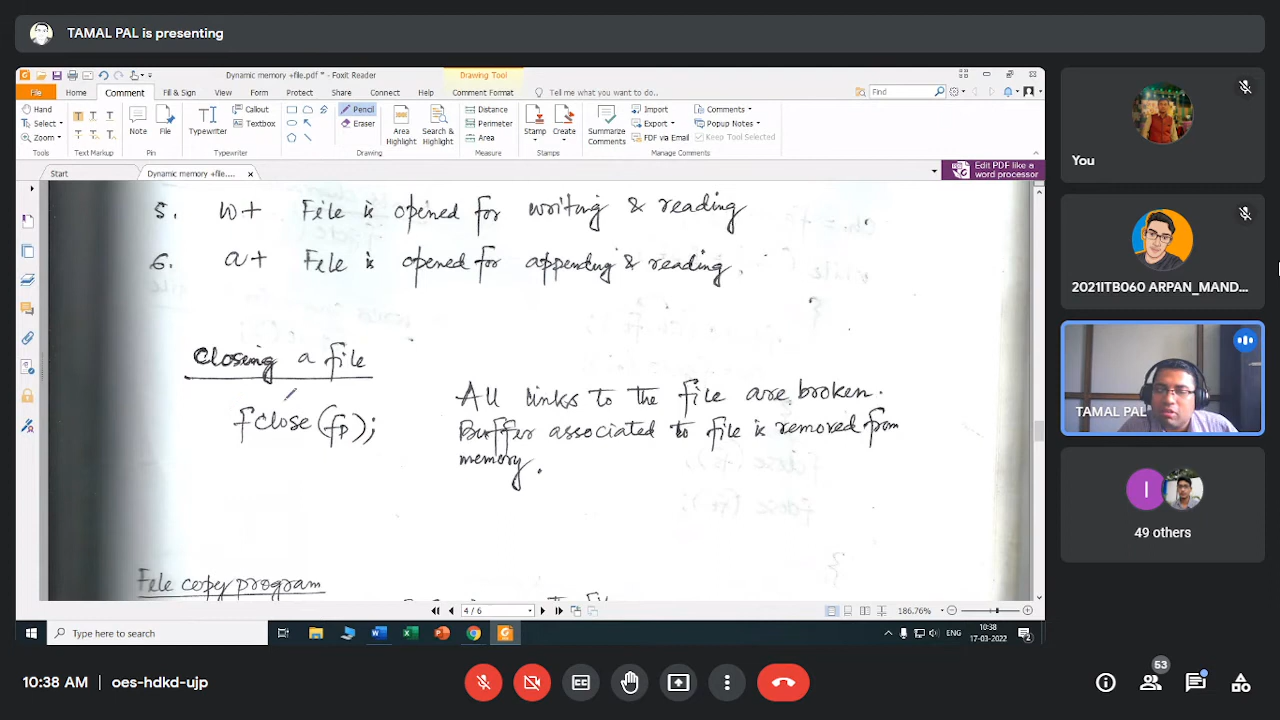 TAMAL PAL is presenting
Dynamic memory +file.pdf * - Foxit Reader
Drawing Tool
File Home Comment Fill & Sign View Form Protect Share Connect Help Comment Format Tell me what you want to do.. Find
Hand
Select
Zoom
Tools
T T T
T T T
Text Markup
Note
File
Pin
Typewriter
Callout
Textbox
Typewriter
Pencil
Eraser
Drawing
Area Highlight
Search & Highlight
Distance
Perimeter
Area
Measure
Stamp
Create
Stamps
Summarize Comments
Import
Export
FDF via Email
Comments
Popup Notes
Keep Tool Selected
Manage Comments
Start
Dynamic memory +file....
Edit PDF like a
word processor
5. w+ File is opened for writing & reading
6. a+ File is opened for appending & reading.
Closing a file
fclose(fp);
All links to the file are broken.
Buffer associated to file is removed from
memory.
File copy program
4 / 6
186.76%
Type here to search
ENG
10:38
17-03-2022
2
You
2021ITB060 ARPAN_MAND...
TAMAL PAL
I
49 others
10:38 AM | oes-hdkd-ujp
53